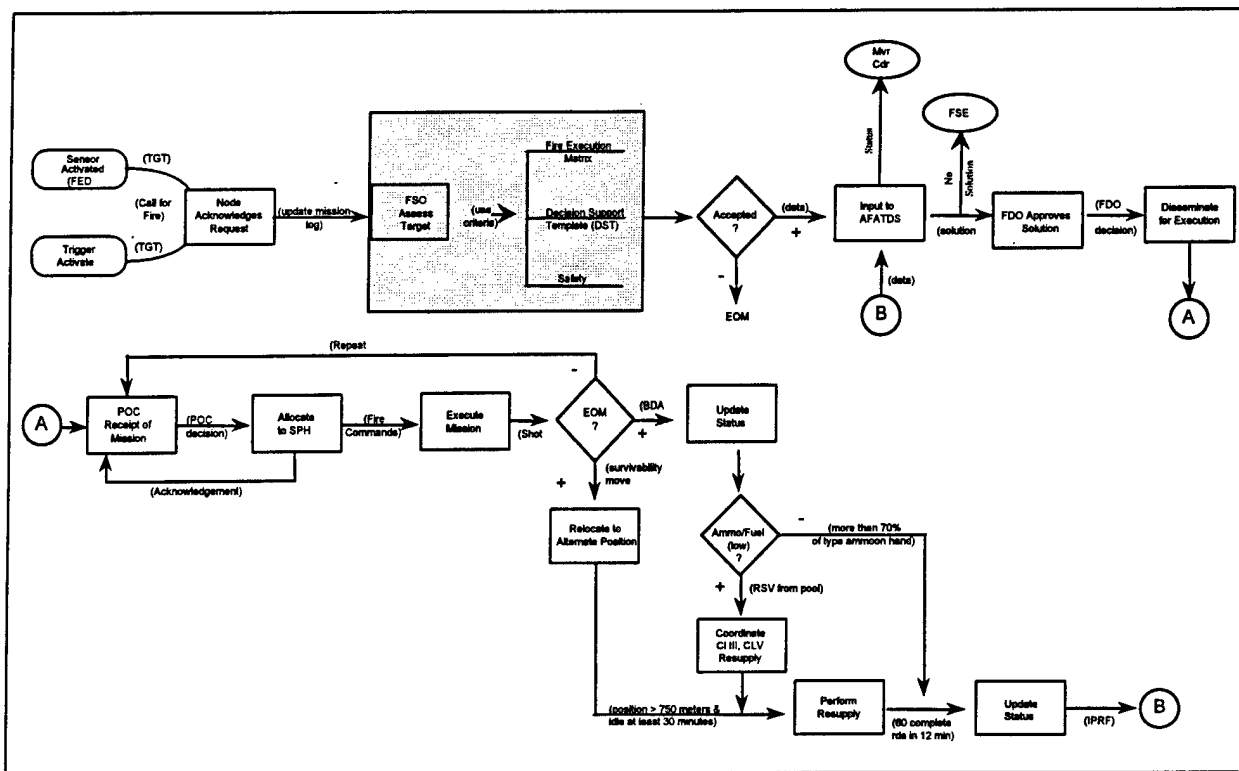 Mvr
Cdr
FSE
Status
No
Solution
Sensor
Activated
(FED
(TGT)
(Call for
Fire)
Trigger
Activate
(TGT)
Node
Acknowledges
Request
(update mission
log)
-
FSO
Assess
Target
(use
criteria)
Fire Execution
Matrix
Decision Support
Template (DST)
Safety
Accepted
?
(data)
+
-
EOM
Input to
AFATDS
(data)
B
(solution)
FDO Approves
Solution
(FDO
decision)
Disseminate
for Execution
A
(Repeat
-
A
POC
Receipt of
Mission
(POC
decision)
Allocate
to SPH
(Acknowledgement)
(Fire
Commands)
Execute
Mission
(Shot
EOM
?
(BDA
+
Update
Status
+
(survivability
move
Relocate to
Alternate Position
Ammo/Fuel
(low)
?
-
(more than 70%
of type ammoon hand)
+
(RSV from pool)
Coordinate
Cl III, CLV
Resupply
(position > 750 meters &
idle at least 30 minutes)
Perform
Resupply
(60 complete
rds in 12 min)
Update
Status
(IPRF)
B